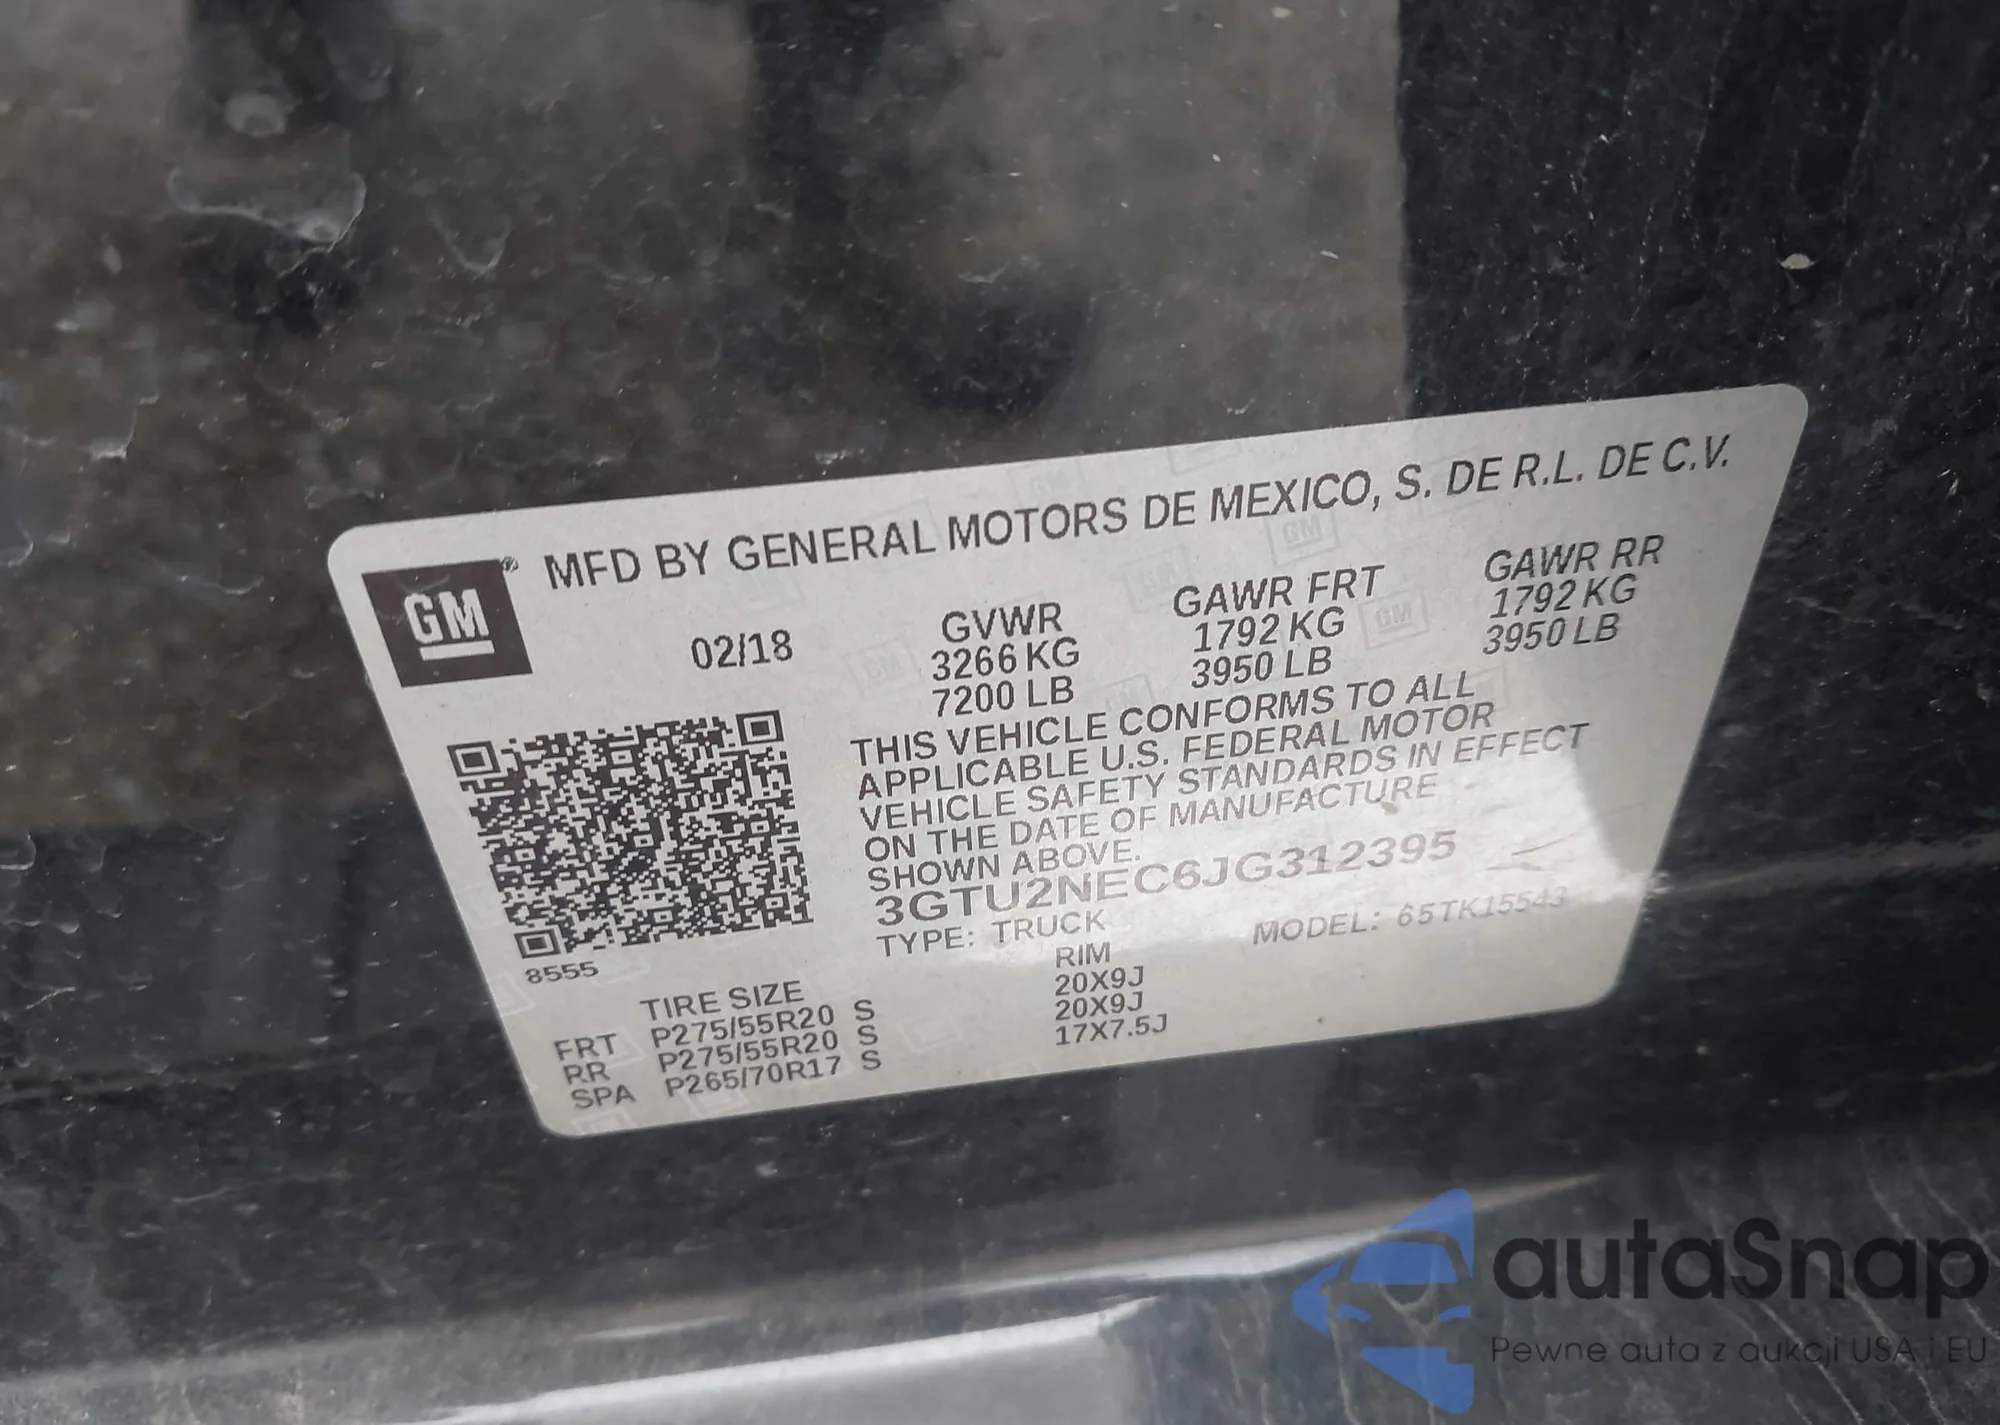 MFD BY GENERAL MOTORS DE MEXICO, S. DE R.L. DE C.V.
GM®
02/18
GVWR
3266 KG
7200 LB
GAWR FRT
1792 KG
3950 LB
GAWR RR
1792 KG
3950 LB
THIS VEHICLE CONFORMS TO ALL
APPLICABLE U.S. FEDERAL MOTOR
VEHICLE SAFETY STANDARDS IN EFFECT
ON THE DATE OF MANUFACTURE
SHOWN ABOVE.
3GTU2NEC6JG312395
TYPE: TRUCK
MODEL: 65TK15543
8555
TIRE SIZE RIM
FRT P275/55R20 S 20X9J
RR P275/55R20 S 20X9J
SPA P265/70R17 S 17X7.5J
autaSnap
Pewne auta z aukcji USA i EU